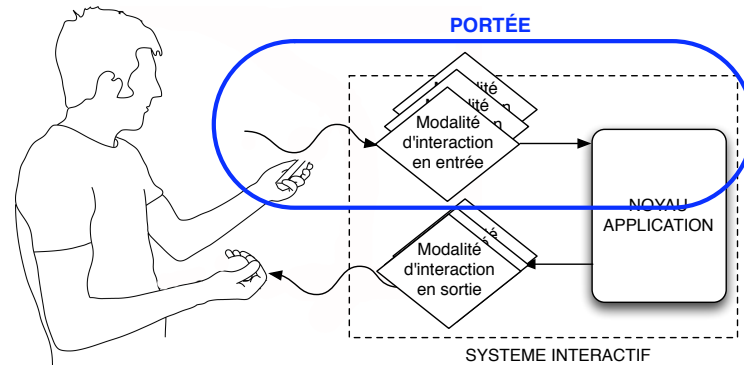 PORTÉE
Modalité
d'interaction
en entrée
NOYAU
APPLICATION
Modalité
d'interaction
en sortie
SYSTEME INTERACTIF